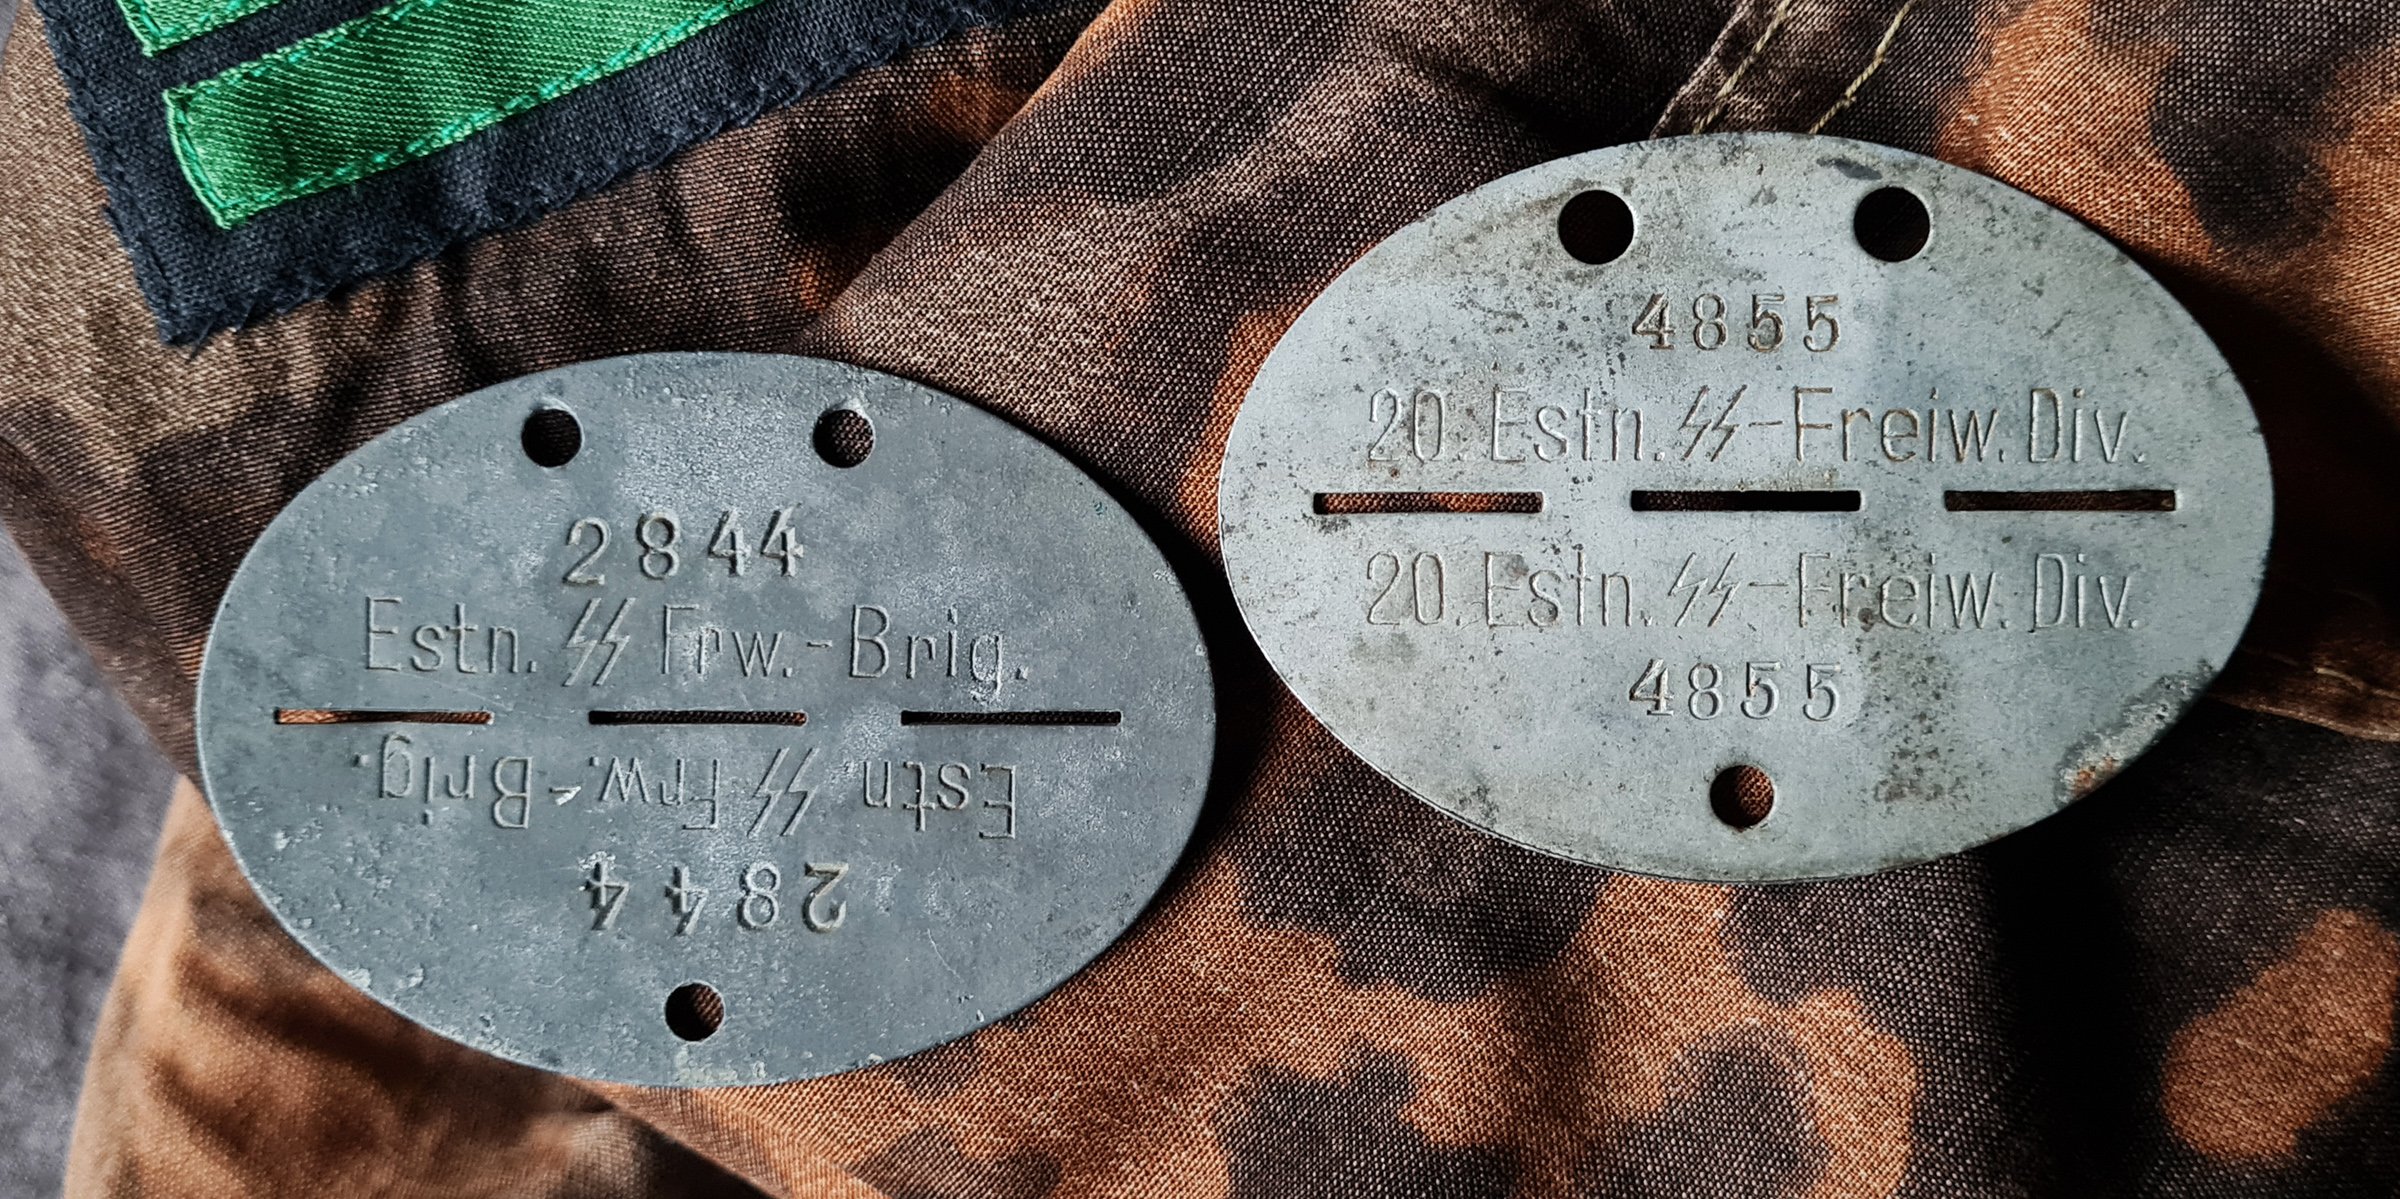 2844
Estn. ᛋᛋ Frw.-Brig.
Estn ᛋᛋ Frw.-Brig.
2844
4855
20. Estn. ᛋᛋ-Freiw. Div.
20. Estn. ᛋᛋ-Freiw. Div.
4855